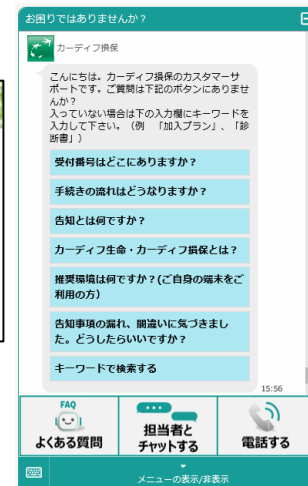 お困りではありませんか？
カーディフ損保
こんにちは。カーディフ損保のカスタマーサ
ポートです。ご質問は下記のボタンにありませ
んか？
入っていない場合は下の入力欄にキーワードを
入力して下さい。（例　「加入プラン」、「診
断書」）
受付番号はどこにありますか？
手続きの流れはどうなりますか？
告知とは何ですか？
カーディフ生命・カーディフ損保とは？
推奨環境は何ですか？(ご自身の端末をご
利用の方）
告知事項の漏れ、間違いに気づきまし
た。どうしたらいいですか？
キーワードで検索する
15:56
FAQ
よくある質問
担当者と
チャットする
電話する
メニューの表示/非表示